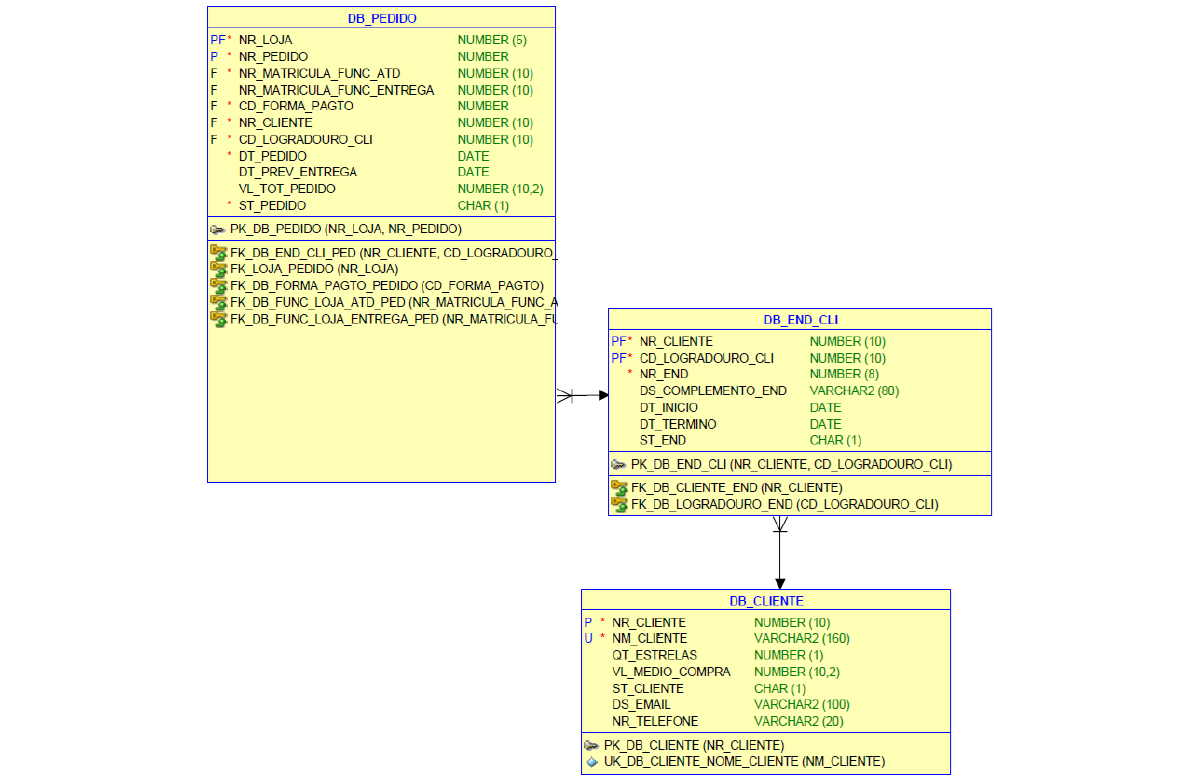 DB_PEDIDO
PF * NR_LOJA NUMBER (5)
P * NR_PEDIDO NUMBER
F * NR_MATRICULA_FUNC_ATD NUMBER (10)
F NR_MATRICULA_FUNC_ENTREGA NUMBER (10)
F * CD_FORMA_PAGTO NUMBER
F * NR_CLIENTE NUMBER (10)
F * CD_LOGRADOURO_CLI NUMBER (10)
* DT_PEDIDO DATE
DT_PREV_ENTREGA DATE
VL_TOT_PEDIDO NUMBER (10,2)
* ST_PEDIDO CHAR (1)
PK_DB_PEDIDO (NR_LOJA, NR_PEDIDO)
FK_DB_END_CLI_PED (NR_CLIENTE, CD_LOGRADOURO_
FK_LOJA_PEDIDO (NR_LOJA)
FK_DB_FORMA_PAGTO_PEDIDO (CD_FORMA_PAGTO)
FK_DB_FUNC_LOJA_ATD_PED (NR_MATRICULA_FUNC_A
FK_DB_FUNC_LOJA_ENTREGA_PED (NR_MATRICULA_FU
DB_END_CLI
PF* NR_CLIENTE NUMBER (10)
PF* CD_LOGRADOURO_CLI NUMBER (10)
* NR_END NUMBER (8)
DS_COMPLEMENTO_END VARCHAR2 (80)
DT_INICIO DATE
DT_TERMINO DATE
ST_END CHAR (1)
PK_DB_END_CLI (NR_CLIENTE, CD_LOGRADOURO_CLI)
FK_DB_CLIENTE_END (NR_CLIENTE)
FK_DB_LOGRADOURO_END (CD_LOGRADOURO_CLI)
DB_CLIENTE
P * NR_CLIENTE NUMBER (10)
U * NM_CLIENTE VARCHAR2 (160)
QT_ESTRELAS NUMBER (1)
VL_MEDIO_COMPRA NUMBER (10,2)
ST_CLIENTE CHAR (1)
DS_EMAIL VARCHAR2 (100)
NR_TELEFONE VARCHAR2 (20)
PK_DB_CLIENTE (NR_CLIENTE)
UK_DB_CLIENTE_NOME_CLIENTE (NM_CLIENTE)